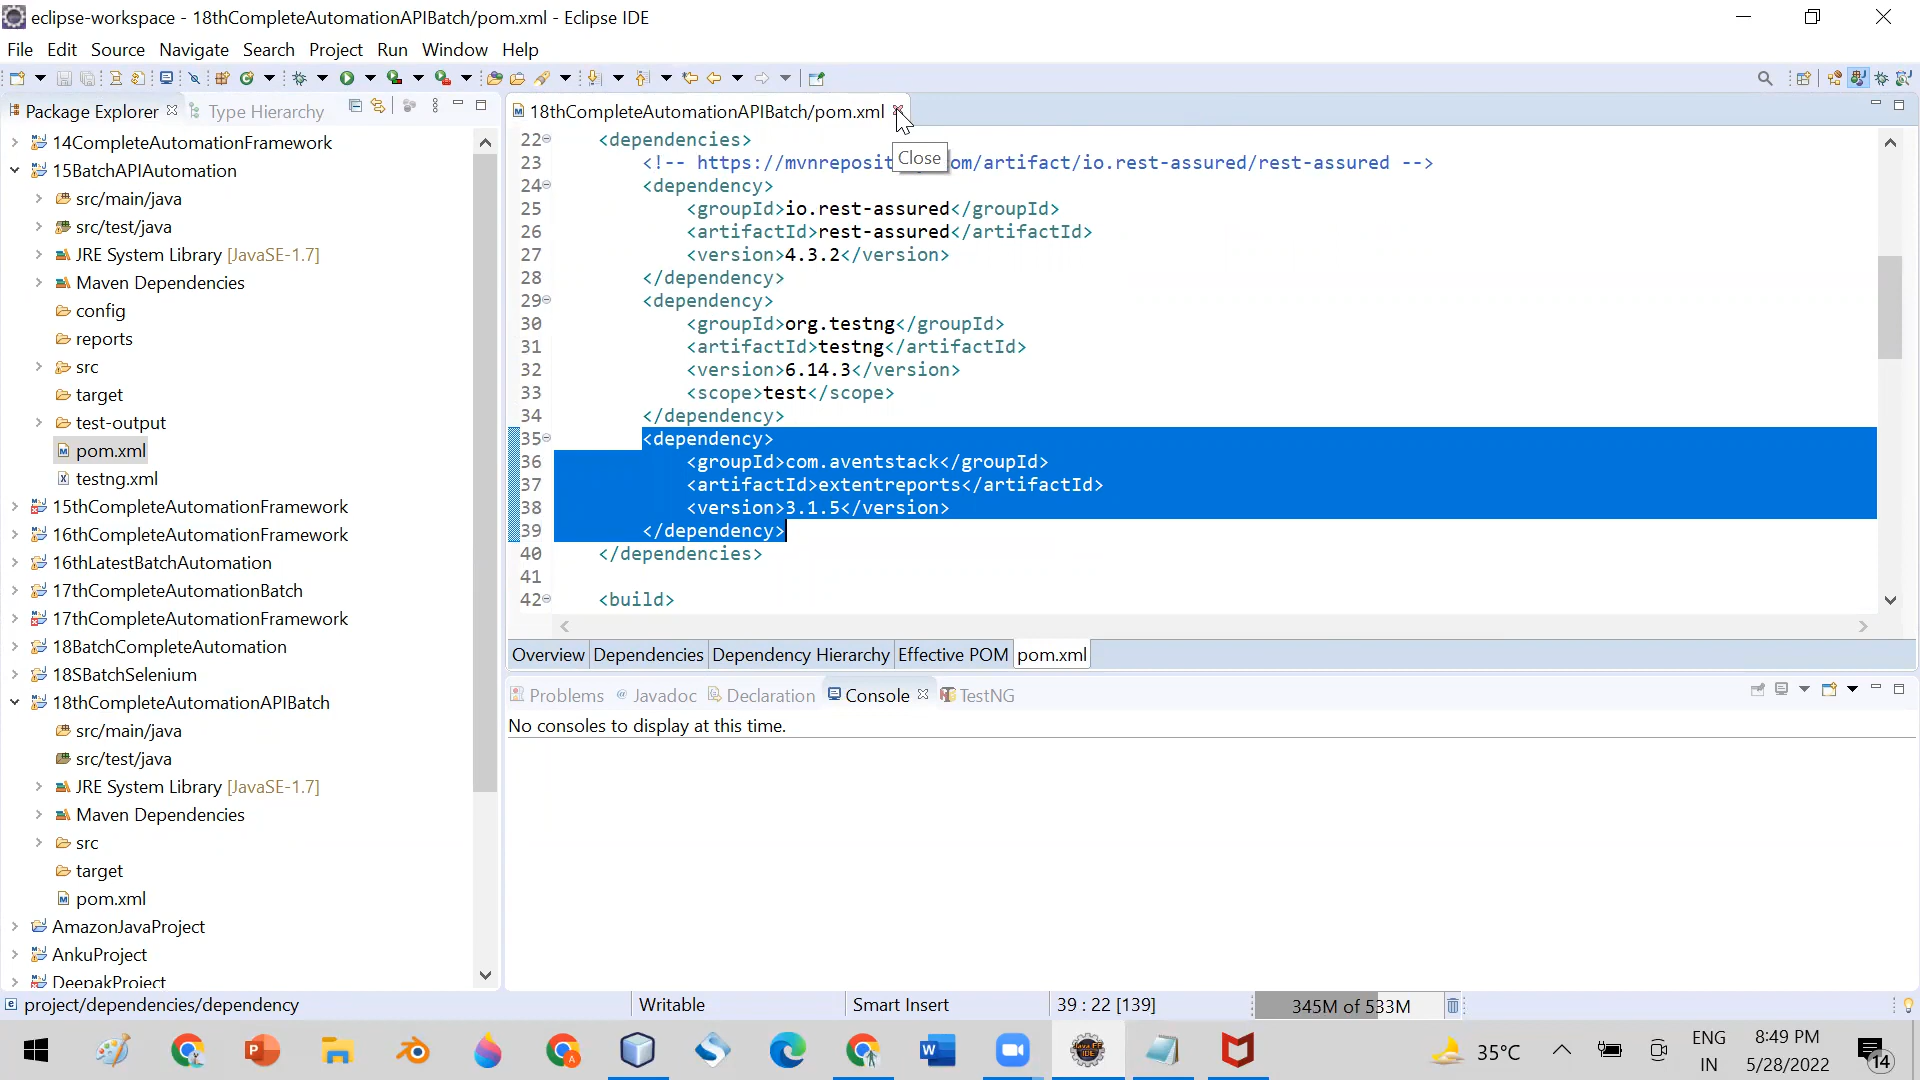 eclipse-workspace - 18thCompleteAutomationAPIBatch/pom.xml - Eclipse IDE
File Edit Source Navigate Search Project Run Window Help
Package Explorer Type Hierarchy
14CompleteAutomationFramework
15BatchAPIAutomation
src/main/java
src/test/java
JRE System Library [JavaSE-1.7]
Maven Dependencies
config
reports
src
target
test-output
pom.xml
testng.xml
15thCompleteAutomationFramework
16thCompleteAutomationFramework
16thLatestBatchAutomation
17thCompleteAutomationBatch
17thCompleteAutomationFramework
18BatchCompleteAutomation
18SBatchSelenium
18thCompleteAutomationAPIBatch
src/main/java
src/test/java
JRE System Library [JavaSE-1.7]
Maven Dependencies
src
target
pom.xml
AmazonJavaProject
AnkuProject
DeepakProject
18thCompleteAutomationAPIBatch/pom.xml
Close
22 <dependencies>
23 <!-- https://mvnreposit om/artifact/io.rest-assured/rest-assured -->
24 <dependency>
25 <groupId>io.rest-assured</groupId>
26 <artifactId>rest-assured</artifactId>
27 <version>4.3.2</version>
28 </dependency>
29 <dependency>
30 <groupId>org.testng</groupId>
31 <artifactId>testng</artifactId>
32 <version>6.14.3</version>
33 <scope>test</scope>
34 </dependency>
35 <dependency>
36 <groupId>com.aventstack</groupId>
37 <artifactId>extentreports</artifactId>
38 <version>3.1.5</version>
39 </dependency>
40 </dependencies>
41
42 <build>
Overview Dependencies Dependency Hierarchy Effective POM pom.xml
Problems Javadoc Declaration Console TestNG
No consoles to display at this time.
project/dependencies/dependency Writable Smart Insert 39 : 22 [139] 345M of 533M
35°C ENG IN 8:49 PM 5/28/2022 14